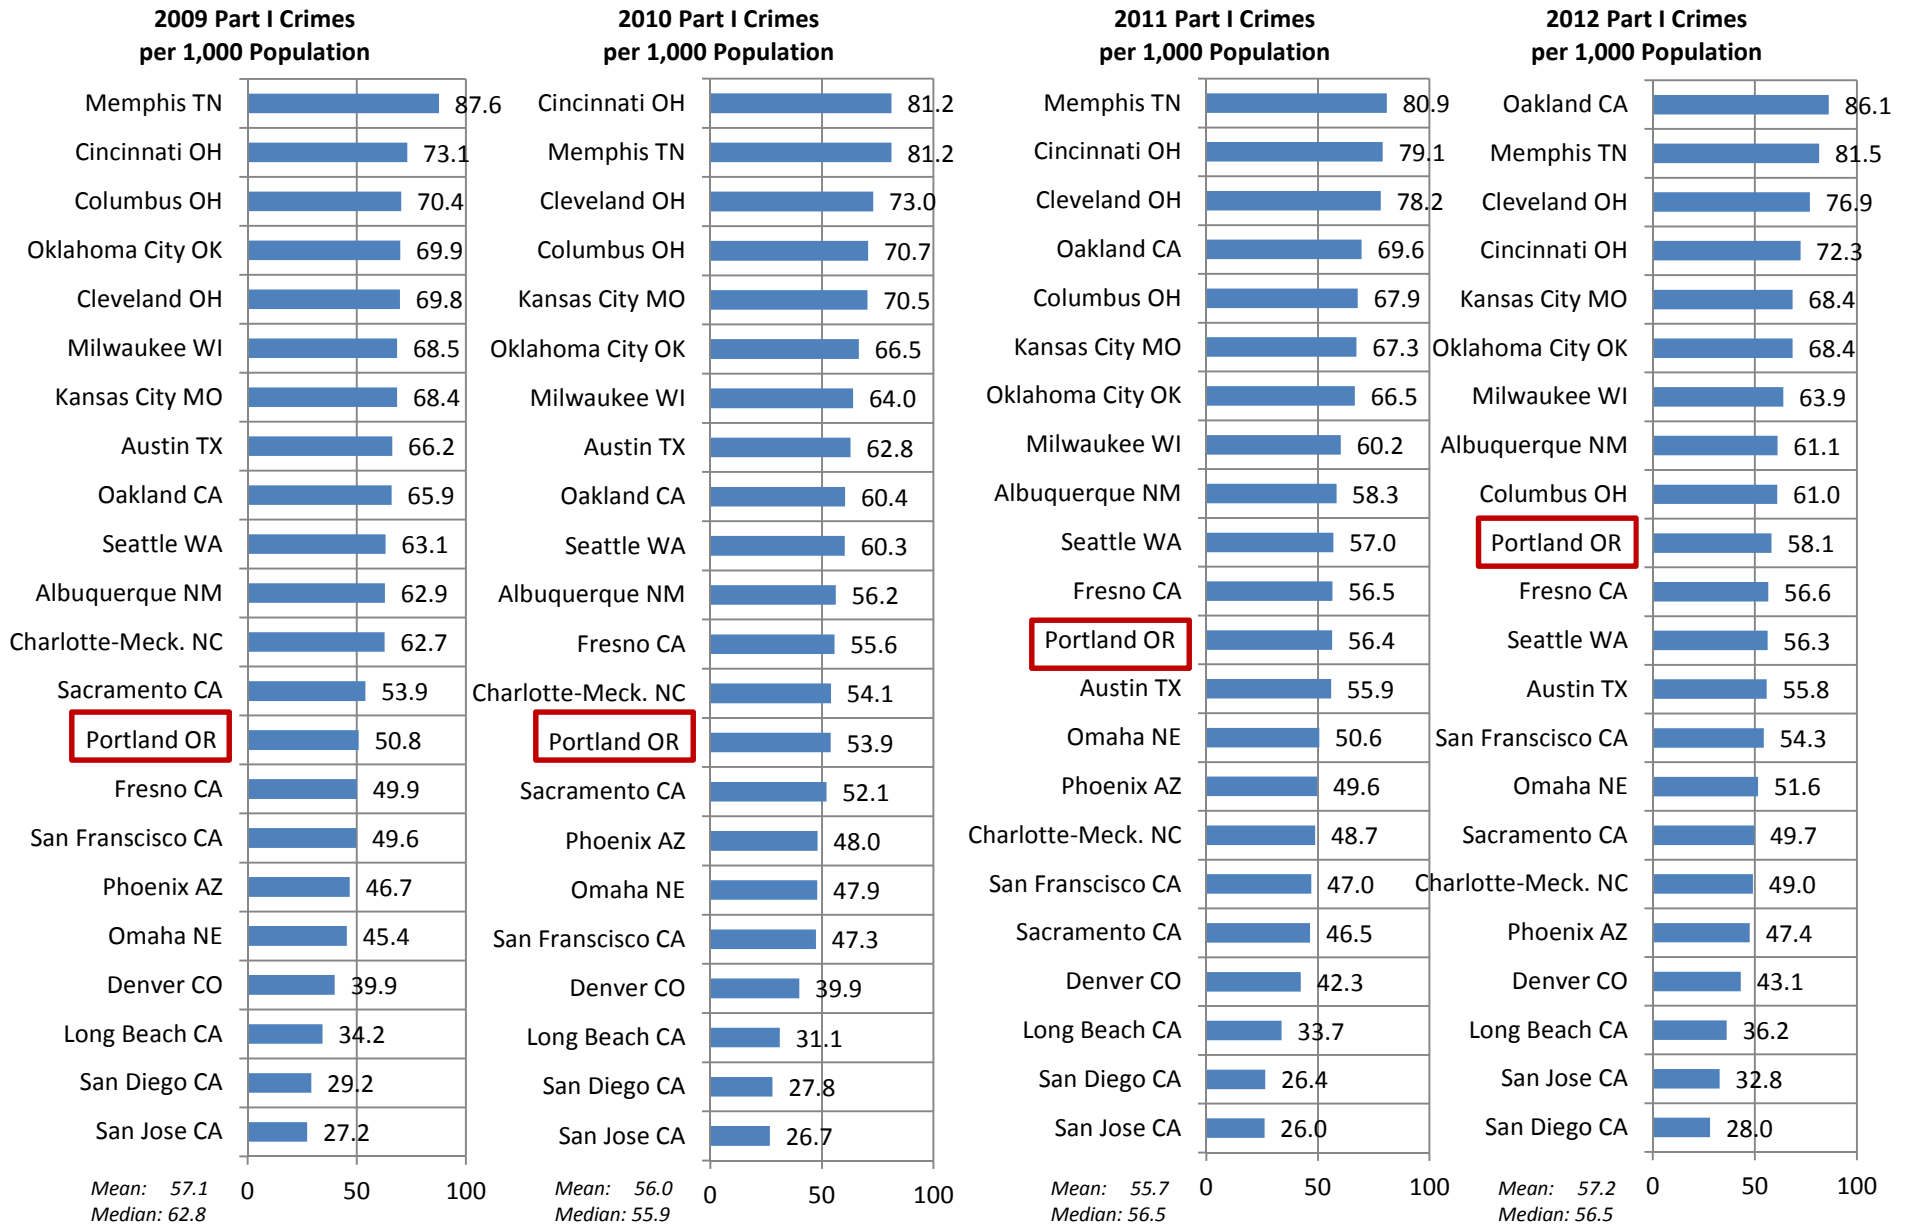 2009 Part I Crimes
per 1,000 Population
Memphis TN 87.6
Cincinnati OH 73.1
Columbus OH 70.4
Oklahoma City OK 69.9
Cleveland OH 69.8
Milwaukee WI 68.5
Kansas City MO 68.4
Austin TX 66.2
Oakland CA 65.9
Seattle WA 63.1
Albuquerque NM 62.9
Charlotte-Meck. NC 62.7
Sacramento CA 53.9
Portland OR 50.8
Fresno CA 49.9
San Franscisco CA 49.6
Phoenix AZ 46.7
Omaha NE 45.4
Denver CO 39.9
Long Beach CA 34.2
San Diego CA 29.2
San Jose CA 27.2
0 50 100
Mean: 57.1
Median: 62.8
2010 Part I Crimes
per 1,000 Population
Cincinnati OH 81.2
Memphis TN 81.2
Cleveland OH 73.0
Columbus OH 70.7
Kansas City MO 70.5
Oklahoma City OK 66.5
Milwaukee WI 64.0
Austin TX 62.8
Oakland CA 60.4
Seattle WA 60.3
Albuquerque NM 56.2
Fresno CA 55.6
Charlotte-Meck. NC 54.1
Portland OR 53.9
Sacramento CA 52.1
Phoenix AZ 48.0
Omaha NE 47.9
San Franscisco CA 47.3
Denver CO 39.9
Long Beach CA 31.1
San Diego CA 27.8
San Jose CA 26.7
0 50 100
Mean: 56.0
Median: 55.9
2011 Part I Crimes
per 1,000 Population
Memphis TN 80.9
Cincinnati OH 79.1
Cleveland OH 78.2
Oakland CA 69.6
Columbus OH 67.9
Kansas City MO 67.3
Oklahoma City OK 66.5
Milwaukee WI 60.2
Albuquerque NM 58.3
Seattle WA 57.0
Fresno CA 56.5
Portland OR 56.4
Austin TX 55.9
Omaha NE 50.6
Phoenix AZ 49.6
Charlotte-Meck. NC 48.7
San Franscisco CA 47.0
Sacramento CA 46.5
Denver CO 42.3
Long Beach CA 33.7
San Diego CA 26.4
San Jose CA 26.0
0 50 100
Mean: 55.7
Median: 56.5
2012 Part I Crimes
per 1,000 Population
Oakland CA 86.1
Memphis TN 81.5
Cleveland OH 76.9
Cincinnati OH 72.3
Kansas City MO 68.4
Oklahoma City OK 68.4
Milwaukee WI 63.9
Albuquerque NM 61.1
Columbus OH 61.0
Portland OR 58.1
Fresno CA 56.6
Seattle WA 56.3
Austin TX 55.8
San Franscisco CA 54.3
Omaha NE 51.6
Sacramento CA 49.7
Charlotte-Meck. NC 49.0
Phoenix AZ 47.4
Denver CO 43.1
Long Beach CA 36.2
San Jose CA 32.8
San Diego CA 28.0
0 50 100
Mean: 57.2
Median: 56.5